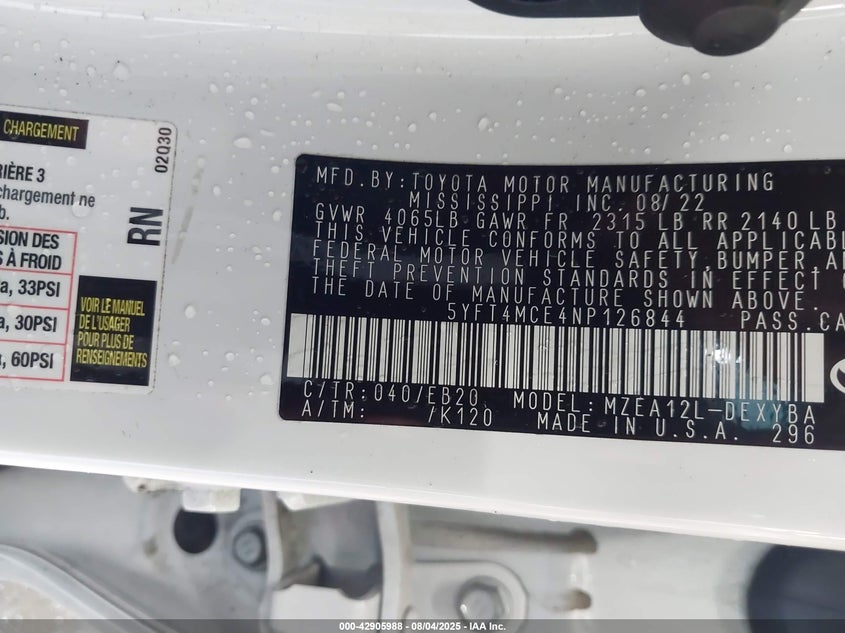 CHARGEMENT
RIÈRE 3
chargement ne
b.
SION DES
S À FROID
a, 33PSI
a, 30PSI
a, 60PSI
02Q30
RN
VOIR LE MANUEL
DE L'USAGER
POUR PLUS DE
RENSEIGNEMENTS
MFD.BY:TOYOTA MOTOR MANUFACTURING
MISSISSIPPI INC. 08/22
GVWR 4065LB GAWR FR 2315 LB RR 2140 LB
THIS VEHICLE CONFORMS TO ALL APPLICABL
FEDERAL MOTOR VEHICLE SAFETY,BUMPER, A
THEFT PREVENTION STANDARDS IN EFFECT O
THE DATE OF MANUFACTURE SHOWN ABOVE.
5YFT4MCE4NP126844 PASS.CA
C/TR:040/EB20 MODEL:MZEA12L-DEXYBA
A/TM: /K120 MADE IN U.S.A. 296
000-42905988 - 08/04/2025 - IAA Inc.